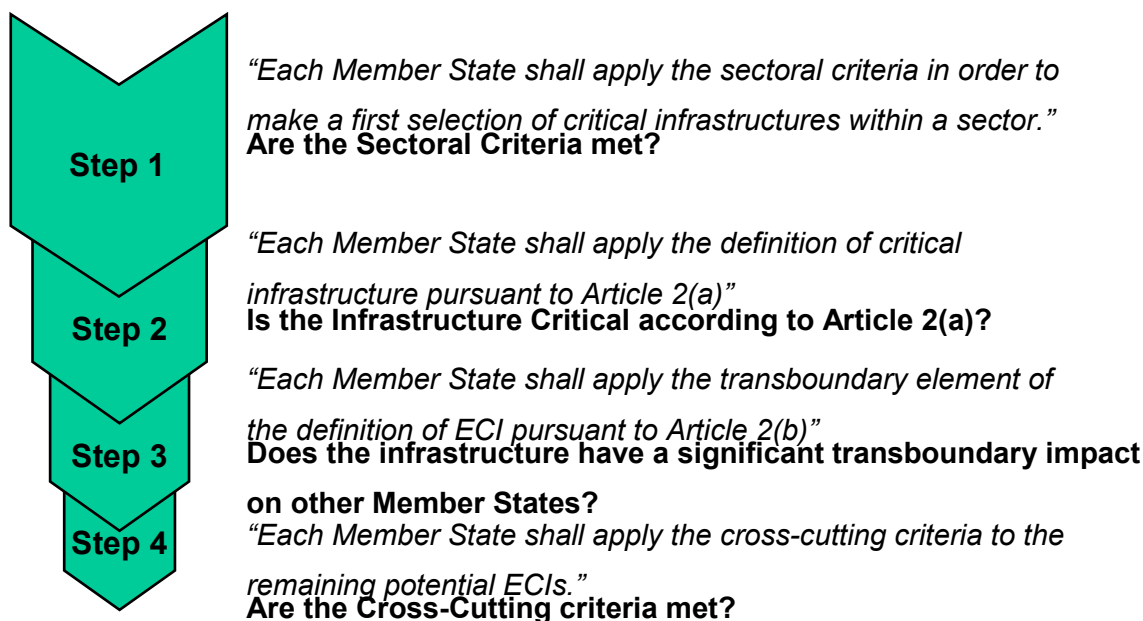 Step 1
“Each Member State shall apply the sectoral criteria in order to
make a first selection of critical infrastructures within a sector.”
Are the Sectoral Criteria met?
Step 2
“Each Member State shall apply the definition of critical
infrastructure pursuant to Article 2(a)”
Is the Infrastructure Critical according to Article 2(a)?
Step 3
“Each Member State shall apply the transboundary element of
the definition of ECI pursuant to Article 2(b)”
Does the infrastructure have a significant transboundary impact
on other Member States?
Step 4
“Each Member State shall apply the cross-cutting criteria to the
remaining potential ECIs.”
Are the Cross-Cutting criteria met?